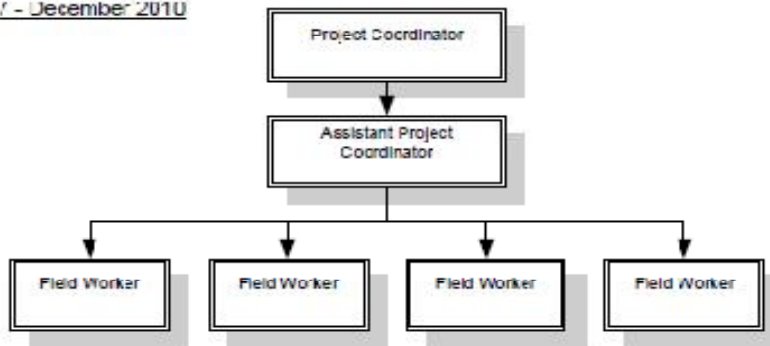 - December 2010
Project Coordinator
Assistant Project
Coordinator
Field Worker
Field Worker
Field Worker
Field Worker